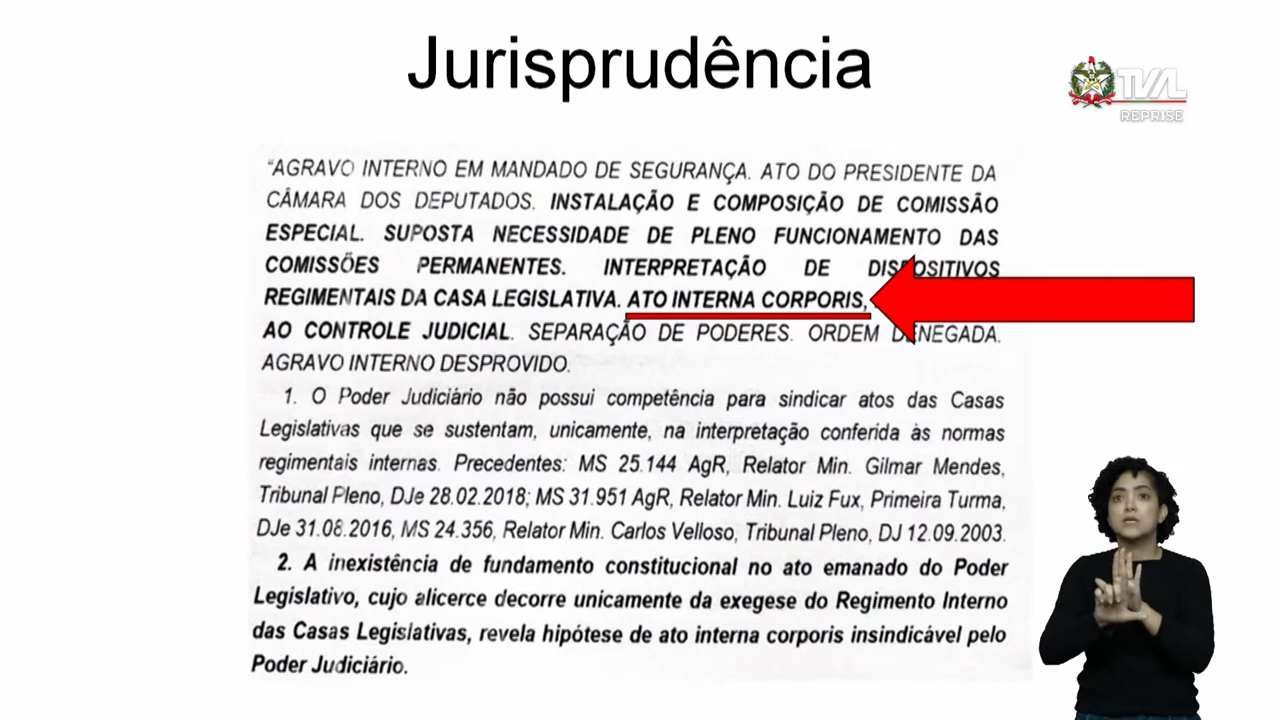 Jurisprudência
TVAL
REPRISE
“AGRAVO INTERNO EM MANDADO DE SEGURANÇA. ATO DO PRESIDENTE DA
CÂMARA DOS DEPUTADOS. INSTALAÇÃO E COMPOSIÇÃO DE COMISSÃO
ESPECIAL. SUPOSTA NECESSIDADE DE PLENO FUNCIONAMENTO DAS
COMISSÕES PERMANENTES. INTERPRETAÇÃO DE DISPOSITIVOS
REGIMENTAIS DA CASA LEGISLATIVA. ATO INTERNA CORPORIS,
AO CONTROLE JUDICIAL. SEPARAÇÃO DE PODERES. ORDEM DENEGADA.
AGRAVO INTERNO DESPROVIDO.
1. O Poder Judiciário não possui competência para sindicar atos das Casas
Legislativas que se sustentam, unicamente, na interpretação conferida às normas
regimentais internas. Precedentes: MS 25.144 AgR, Relator Min. Gilmar Mendes,
Tribunal Pleno, DJe 28.02.2018; MS 31.951 AgR, Relator Min. Luiz Fux, Primeira Turma,
DJe 31.08.2016, MS 24.356, Relator Min. Carlos Velloso, Tribunal Pleno, DJ 12.09.2003.
2. A inexistência de fundamento constitucional no ato emanado do Poder
Legislativo, cujo alicerce decorre unicamente da exegese do Regimento Interno
das Casas Legislativas, revela hipótese de ato interna corporis insindicável pelo
Poder Judiciário.